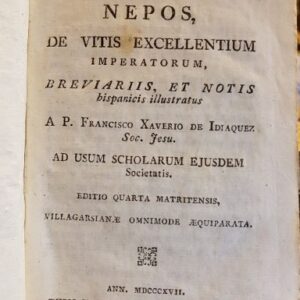 NEPOS,
DE VITIS EXCELLENTIUM
IMPERATORUM,
BREVIARIIS, ET NOTIS
hispanicis illustratus
A P. FRANCISCO XAVERIO DE IDIAQUEZ
Soc. Jesu.
AD USUM SCHOLARUM EJUSDEM
Societatis.
EDITIO QUARTA MATRITENSIS,
VILLAGARSIANÆ OMNIMODE ÆQUIPARATA.
ANN. MDCCCXVII.